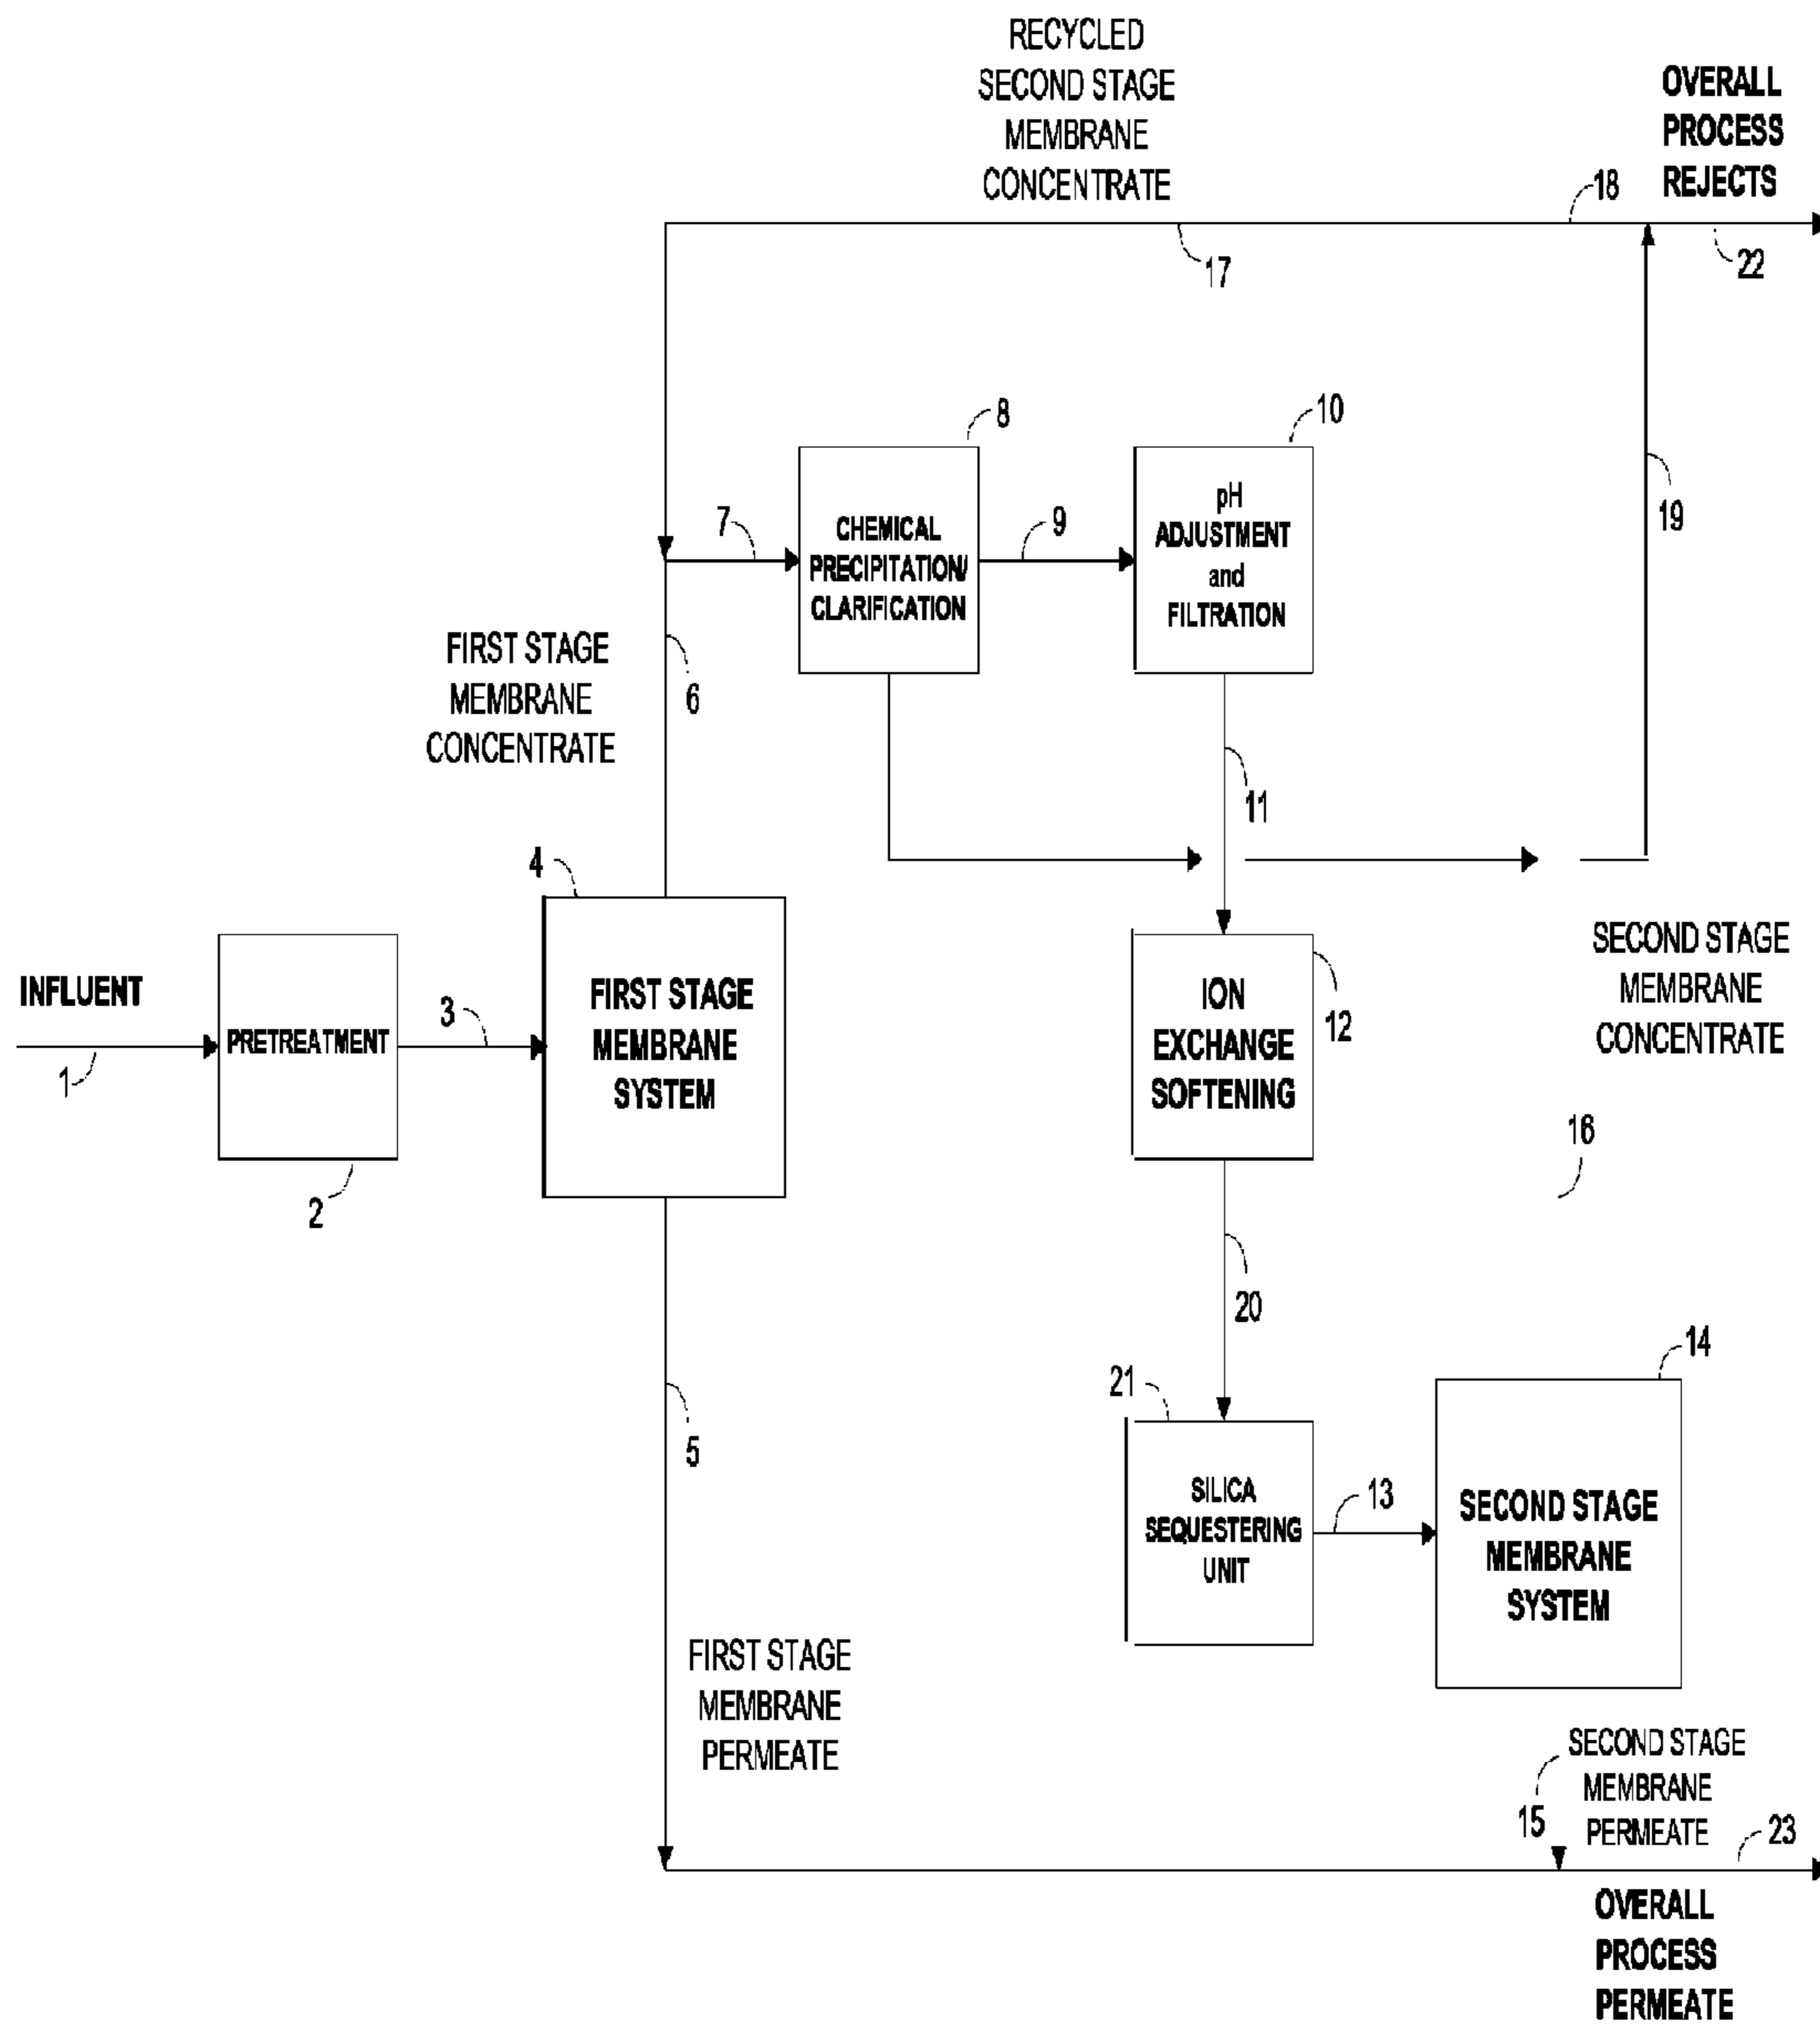 RECYCLED
SECOND STAGE
MEMBRANE
CONCENTRATE
OVERALL
PROCESS
REJECTS
18
17
22
8
10
7
CHEMICAL
PRECIPITATION/
CLARIFICATION
9
pH
ADJUSTMENT
and
FILTRATION
19
FIRST STAGE
MEMBRANE
CONCENTRATE
6
11
4
INFLUENT
1
PRETREATMENT
2
3
FIRST STAGE
MEMBRANE
SYSTEM
ION
EXCHANGE
SOFTENING
12
SECOND STAGE
MEMBRANE
CONCENTRATE
16
20
5
21
SILICA
SEQUESTERING
UNIT
13
14
SECOND STAGE
MEMBRANE
SYSTEM
FIRST STAGE
MEMBRANE
PERMEATE
15
SECOND STAGE
MEMBRANE
PERMEATE
23
OVERALL
PROCESS
PERMEATE